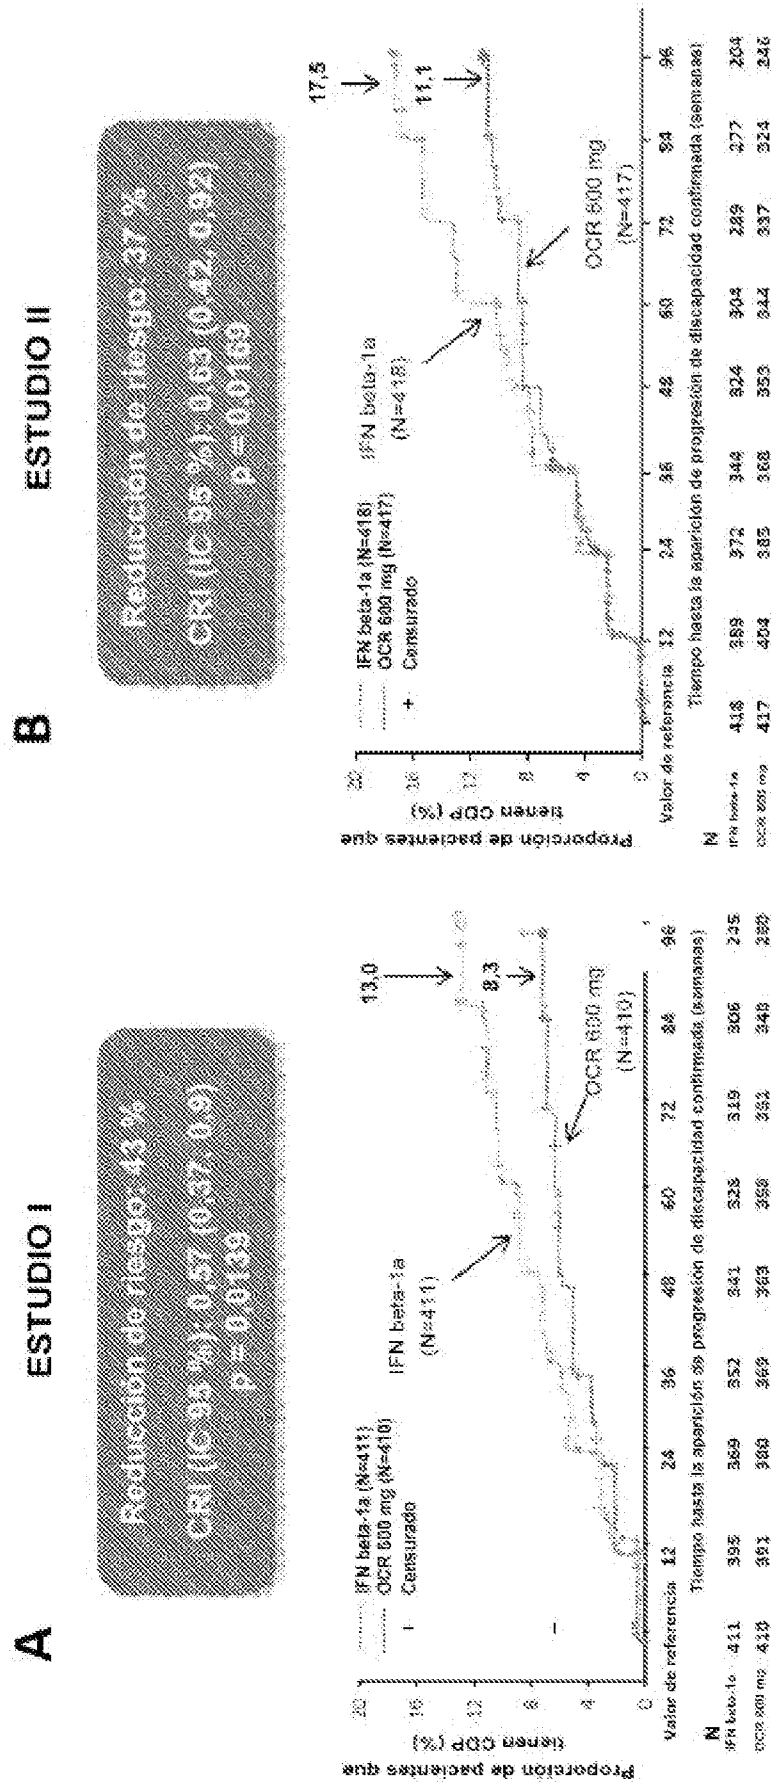 A
ESTUDIO I
Reducción de riesgo: 43 %
CRI (IC 95 %): 0,57 (0,37, 0,9)
p = 0.0139
Proporción de pacientes que
tienen CDP (%)
20
16
12
8
4
0
IFN beta-1a (N=411)
OCR 600 mg (N=410)
Censurado
IFN beta-1a
(N=411)
OCR 600 mg
(N=410)
13,0
8,3
Valor de referencia 12 24 36 48 60 72 84 96
Tiempo hasta la aparición de progresión de discapacidad confirmada (semanas)
N
IFN beta-1a 411 395 369 352 341 328 319 306
OCR 600 mg 410 391 380 369 363 348
B
ESTUDIO II
Reducción de riesgo: 37 %
CRI (IC 95 %): 0,63 (0,42, 0,92)
p = 0.0169
Proporción de pacientes que
tienen CDP (%)
20
16
12
8
4
0
IFN beta-1a (N=418)
OCR 600 mg (N=417)
+ Censurado
IFN beta-1a
(N=418)
OCR 600 mg
(N=417)
17,5
11,1
Valor de referencia 12 24 36 48 60 72 84 96
Tiempo hasta la aparición de progresión de discapacidad confirmada (semanas)
N
IFN beta-1a 418 389 372 344 324 304 289 277 204
OCR 600 mg 417 404 385 368 353 344 337 324 246